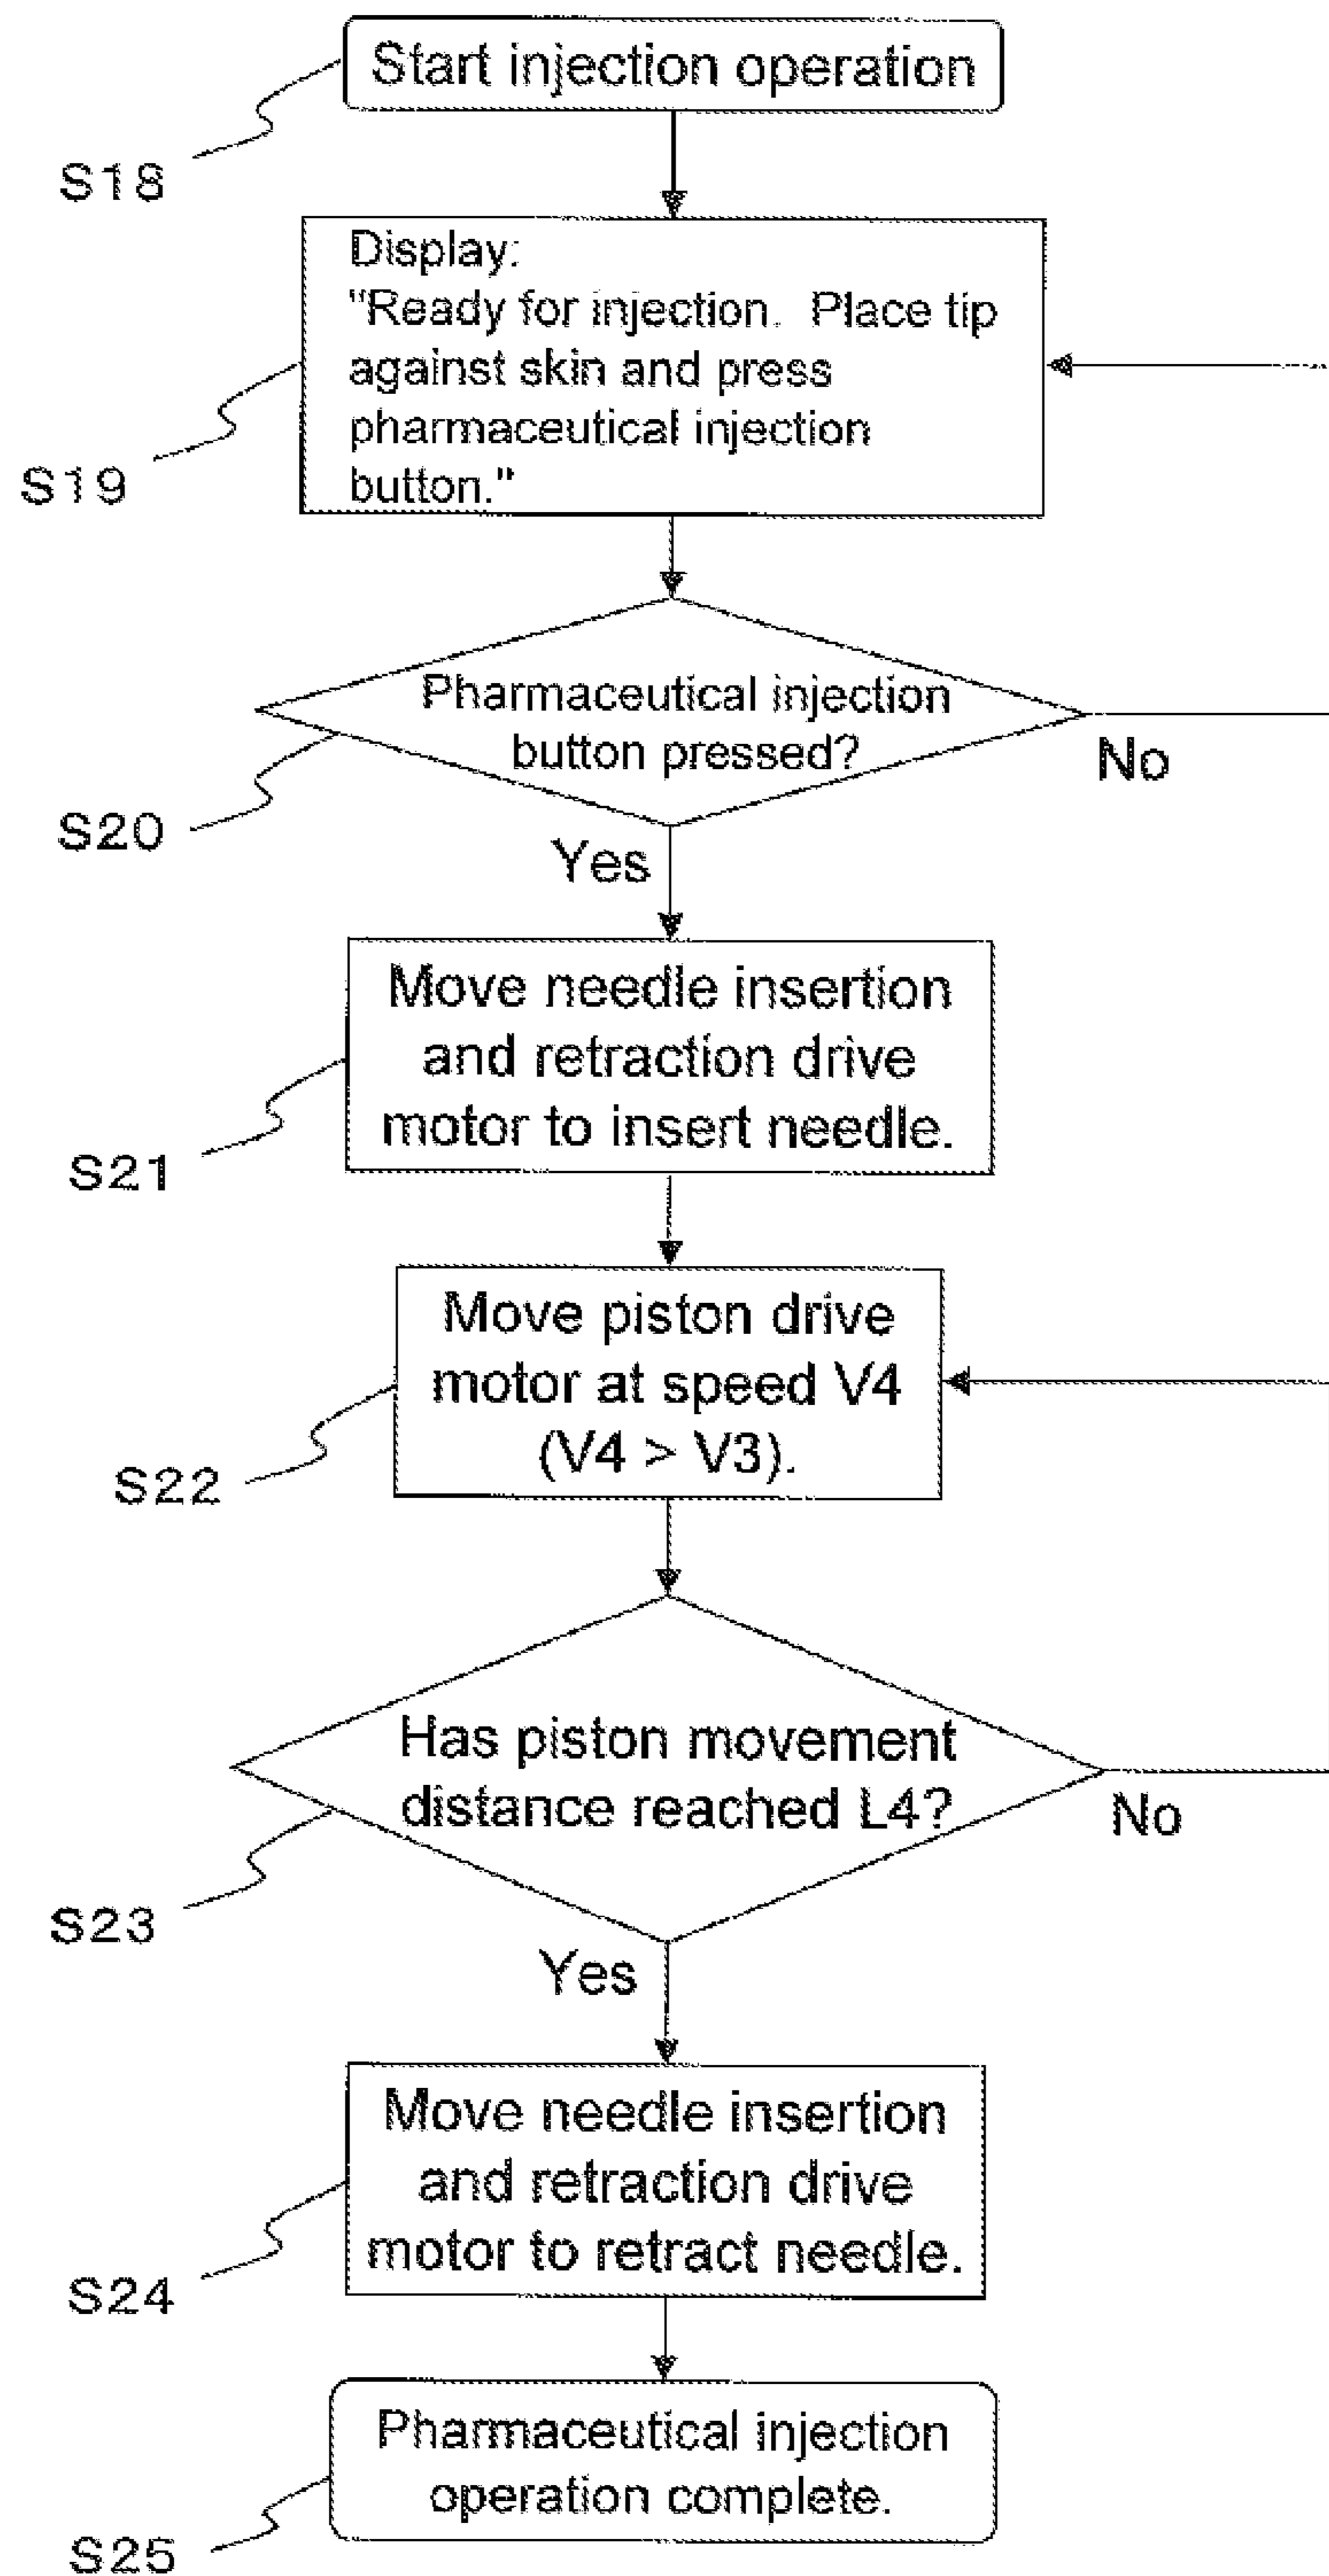 Start injection operation
S18
Display:
"Ready for injection. Place tip
against skin and press
pharmaceutical injection
button."
S19
Pharmaceutical injection
button pressed?
No
S20
Yes
Move needle insertion
and retraction drive
motor to insert needle.
S21
Move piston drive
motor at speed V4
(V4 > V3).
S22
Has piston movement
distance reached L4?
No
S23
Yes
Move needle insertion
and retraction drive
motor to retract needle.
S24
Pharmaceutical injection
operation complete.
S25